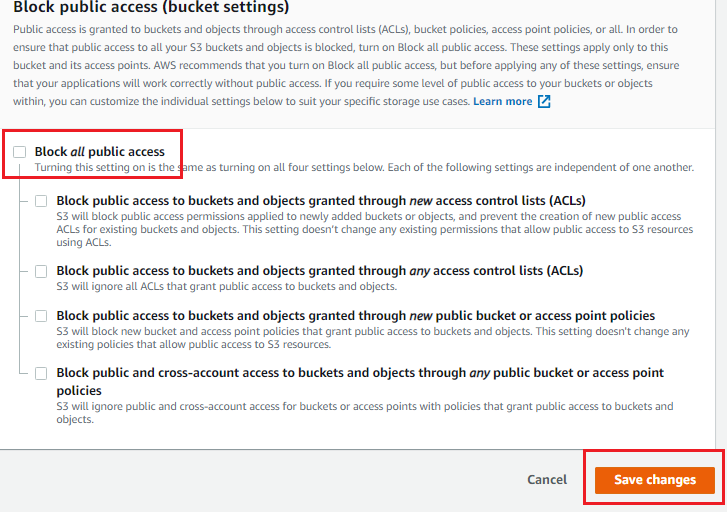 Block public access (bucket settings)
Public access is granted to buckets and objects through access control lists (ACLs), bucket policies, access point policies, or all. In order to
ensure that public access to all your S3 buckets and objects is blocked, turn on Block all public access. These settings apply only to this
bucket and its access points. AWS recommends that you turn on Block all public access, but before applying any of these settings, ensure
that your applications will work correctly without public access. If you require some level of public access to your buckets or objects
within, you can customize the individual settings below to suit your specific storage use cases. Learn more
Block all public access
Turning this setting on is the same as turning on all four settings below. Each of the following settings are independent of one another.
Block public access to buckets and objects granted through new access control lists (ACLs)
S3 will block public access permissions applied to newly added buckets or objects, and prevent the creation of new public access
ACLs for existing buckets and objects. This setting doesn't change any existing permissions that allow public access to S3 resources
using ACLs.
Block public access to buckets and objects granted through any access control lists (ACLs)
S3 will ignore all ACLs that grant public access to buckets and objects.
Block public access to buckets and objects granted through new public bucket or access point policies
S3 will block new bucket and access point policies that grant public access to buckets and objects. This setting doesn't change any
existing policies that allow public access to S3 resources.
Block public and cross-account access to buckets and objects through any public bucket or access point
policies
S3 will ignore public and cross-account access for buckets or access points with policies that grant public access to buckets and
objects.
Cancel
Save changes